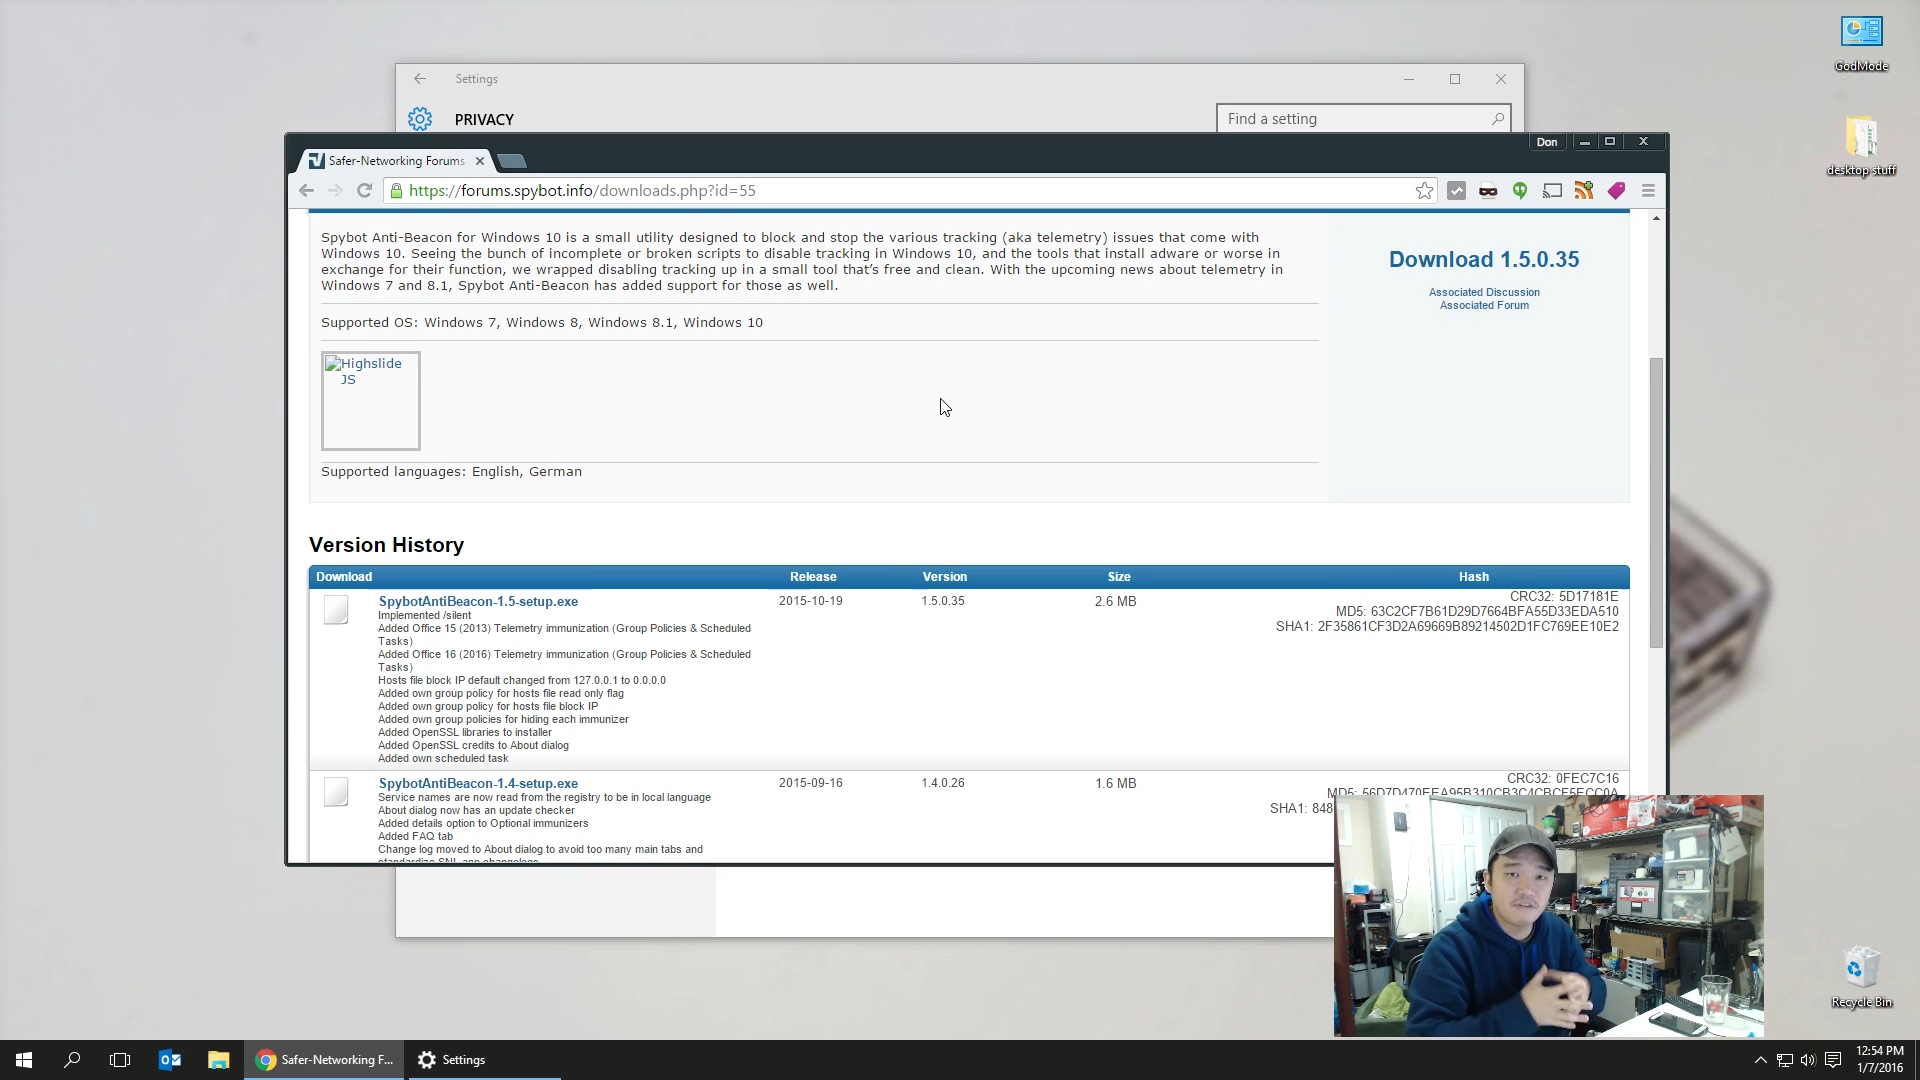 GodMode
desktop stuff
Settings
PRIVACY
Find a setting
Don
Safer-Networking Forums
https://forums.spybot.info/downloads.php?id=55
Spybot Anti-Beacon for Windows 10 is a small utility designed to block and stop the various tracking (aka telemetry) issues that come with
Windows 10. Seeing the bunch of incomplete or broken scripts to disable tracking in Windows 10, and the tools that install adware or worse in
exchange for their function, we wrapped disabling tracking up in a small tool that's free and clean. With the upcoming news about telemetry in
Windows 7 and 8.1, Spybot Anti-Beacon has added support for those as well.
Download 1.5.0.35
Associated Discussion
Associated Forum
Supported OS: Windows 7, Windows 8, Windows 8.1, Windows 10
Highslide
JS
Supported languages: English, German
Version History
Download Release Version Size Hash
SpybotAntiBeacon-1.5-setup.exe 2015-10-19 1.5.0.35 2.6 MB CRC32: 5D17181E
MD5: 63C2CF7B61D29D7664BFA55D33EDA510
SHA1: 2F35861CF3D2A69669B89214502D1FC769EE10E2
Implemented /silent
Added Office 15 (2013) Telemetry immunization (Group Policies & Scheduled
Tasks)
Added Office 16 (2016) Telemetry immunization (Group Policies & Scheduled
Tasks)
Hosts file block IP default changed from 127.0.0.1 to 0.0.0.0
Added own group policy for hosts file read only flag
Added own group policy for hosts file block IP
Added own group policies for hiding each immunizer
Added OpenSSL libraries to installer
Added OpenSSL credits to About dialog
Added own scheduled task
SpybotAntiBeacon-1.4-setup.exe 2015-09-16 1.4.0.26 1.6 MB CRC32: 0FEC7C16
MD5:
SHA1: 848
Service names are now read from the registry to be in local language
About dialog now has an update checker
Added details option to Optional immunizers
Added FAQ tab
Change log moved to About dialog to avoid too many main tabs and
standardize SNL app changelogs
Recycle Bin
Safer-Networking F...
Settings
12:54 PM
1/7/2016